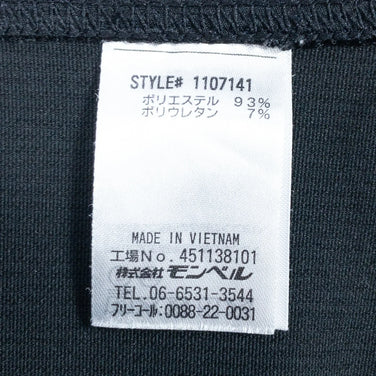 STYLE# 1107141
ポリエステル 93%
ポリウレタン 7%
MADE IN VIETNAM
工場No.451138101
株式会社モンベル
TEL.06-6531-3544
フリーコール:0088-22-0031